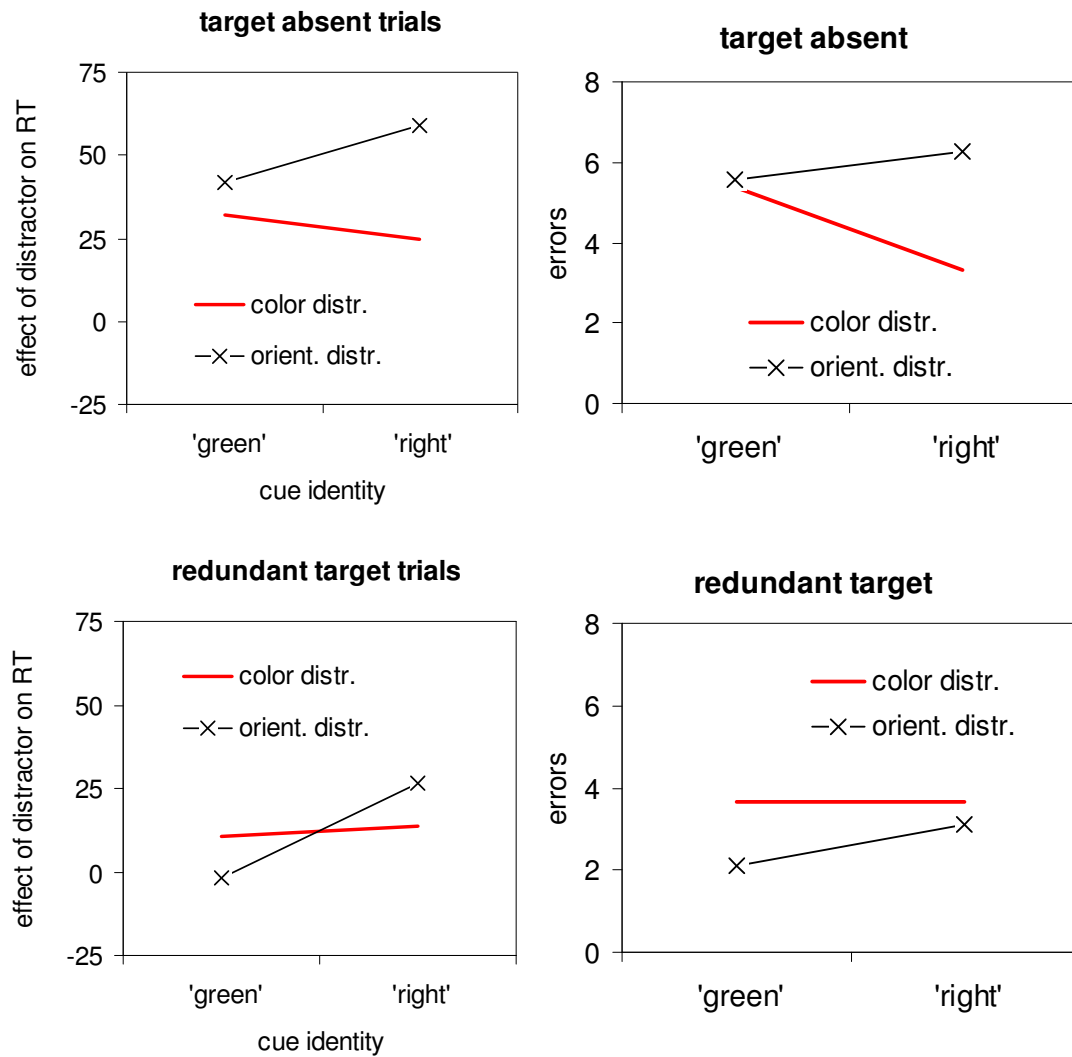 target absent trials
effect of distractor on RT
75
50
25
0
-25
color distr.
orient. distr.
'green'
'right'
cue identity
target absent
errors
8
6
4
2
0
color distr.
orient. distr.
'green'
'right'
redundant target trials
effect of distractor on RT
75
50
25
0
-25
color distr.
orient. distr.
'green'
'right'
cue identity
redundant target
errors
8
6
4
2
0
color distr.
orient. distr.
'green'
'right'